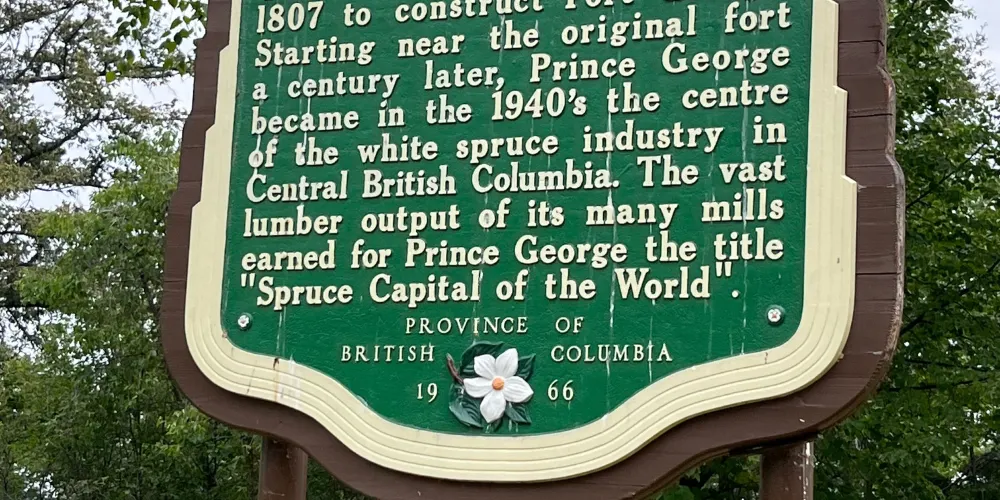 1807 to construct
Starting near the original fort
a century later, Prince George
became in the 1940's the centre
of the white spruce industry in
Central British Columbia. The vast
lumber output of its many mills
earned for Prince George the title
"Spruce Capital of the World".
PROVINCE OF
BRITISH COLUMBIA
19 66